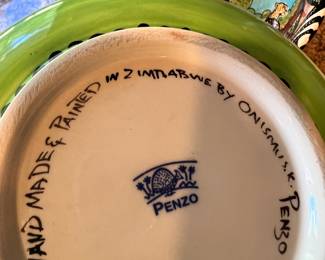 HAND MADE & PAINTED IN ZIMBABWE BY ONISMUS.K. PENZO
PENZO